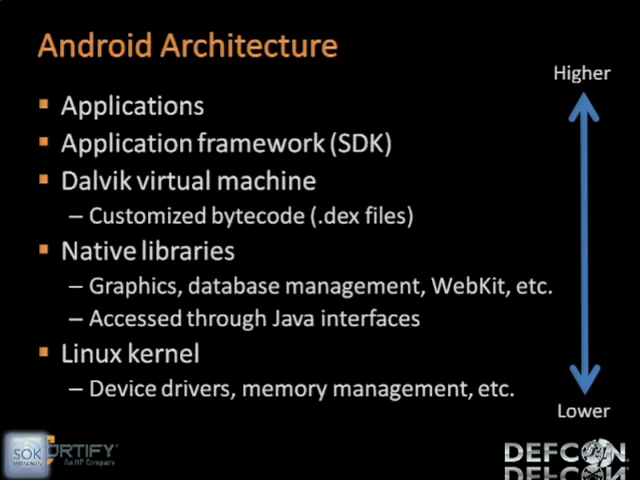 Android Architecture
Higher
Applications
Application framework (SDK)
Dalvik virtual machine
– Customized bytecode (.dex files)
Native libraries
– Graphics, database management, WebKit, etc.
– Accessed through Java interfaces
Linux kernel
– Device drivers, memory management, etc.
Lower
SOK
ORTIFY
An HP Company
DEFCON